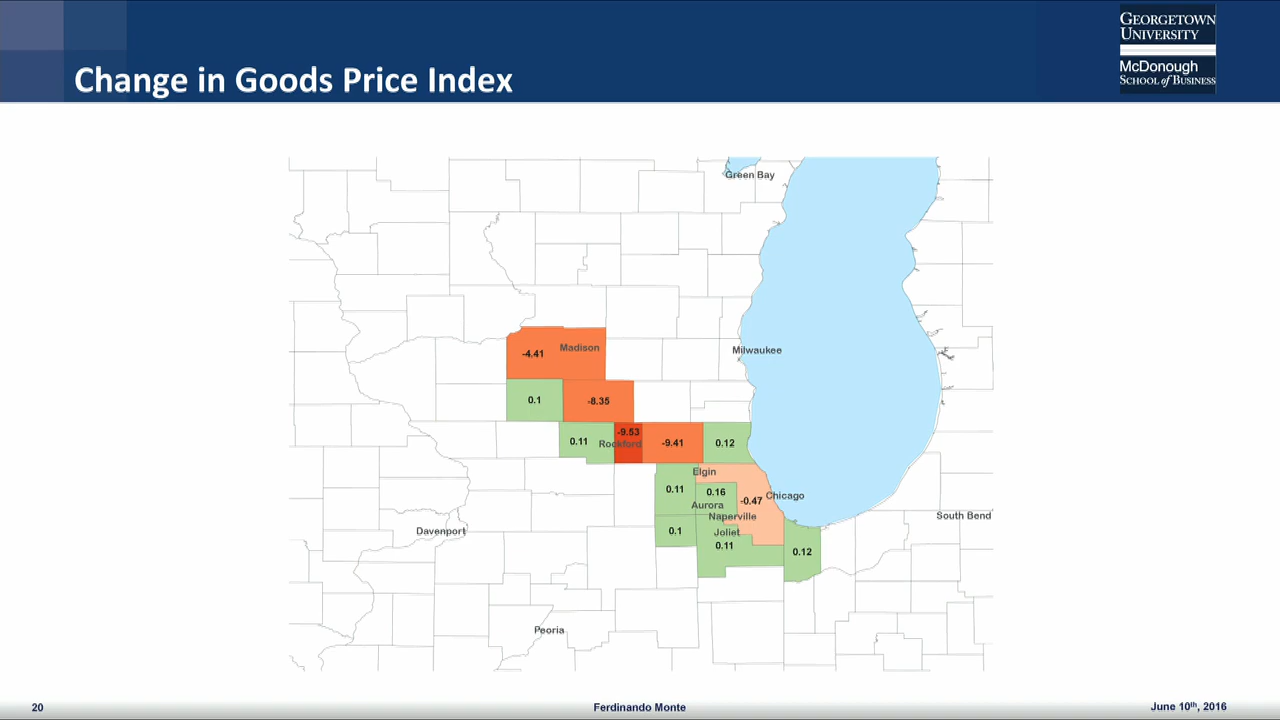 GEORGETOWN
UNIVERSITY
McDonough
SCHOOL of BUSINESS
Change in Goods Price Index
Green Bay
-4.41
Madison
Milwaukee
0.1
-8.35
-9.53
0.11
Rockford
-9.41
0.12
Elgin
0.11
0.16
-0.47
Chicago
Aurora
Naperville
South Bend
Davenport
0.1
Joliet
0.11
0.12
Peoria
20
Ferdinando Monte
June 10th, 2016